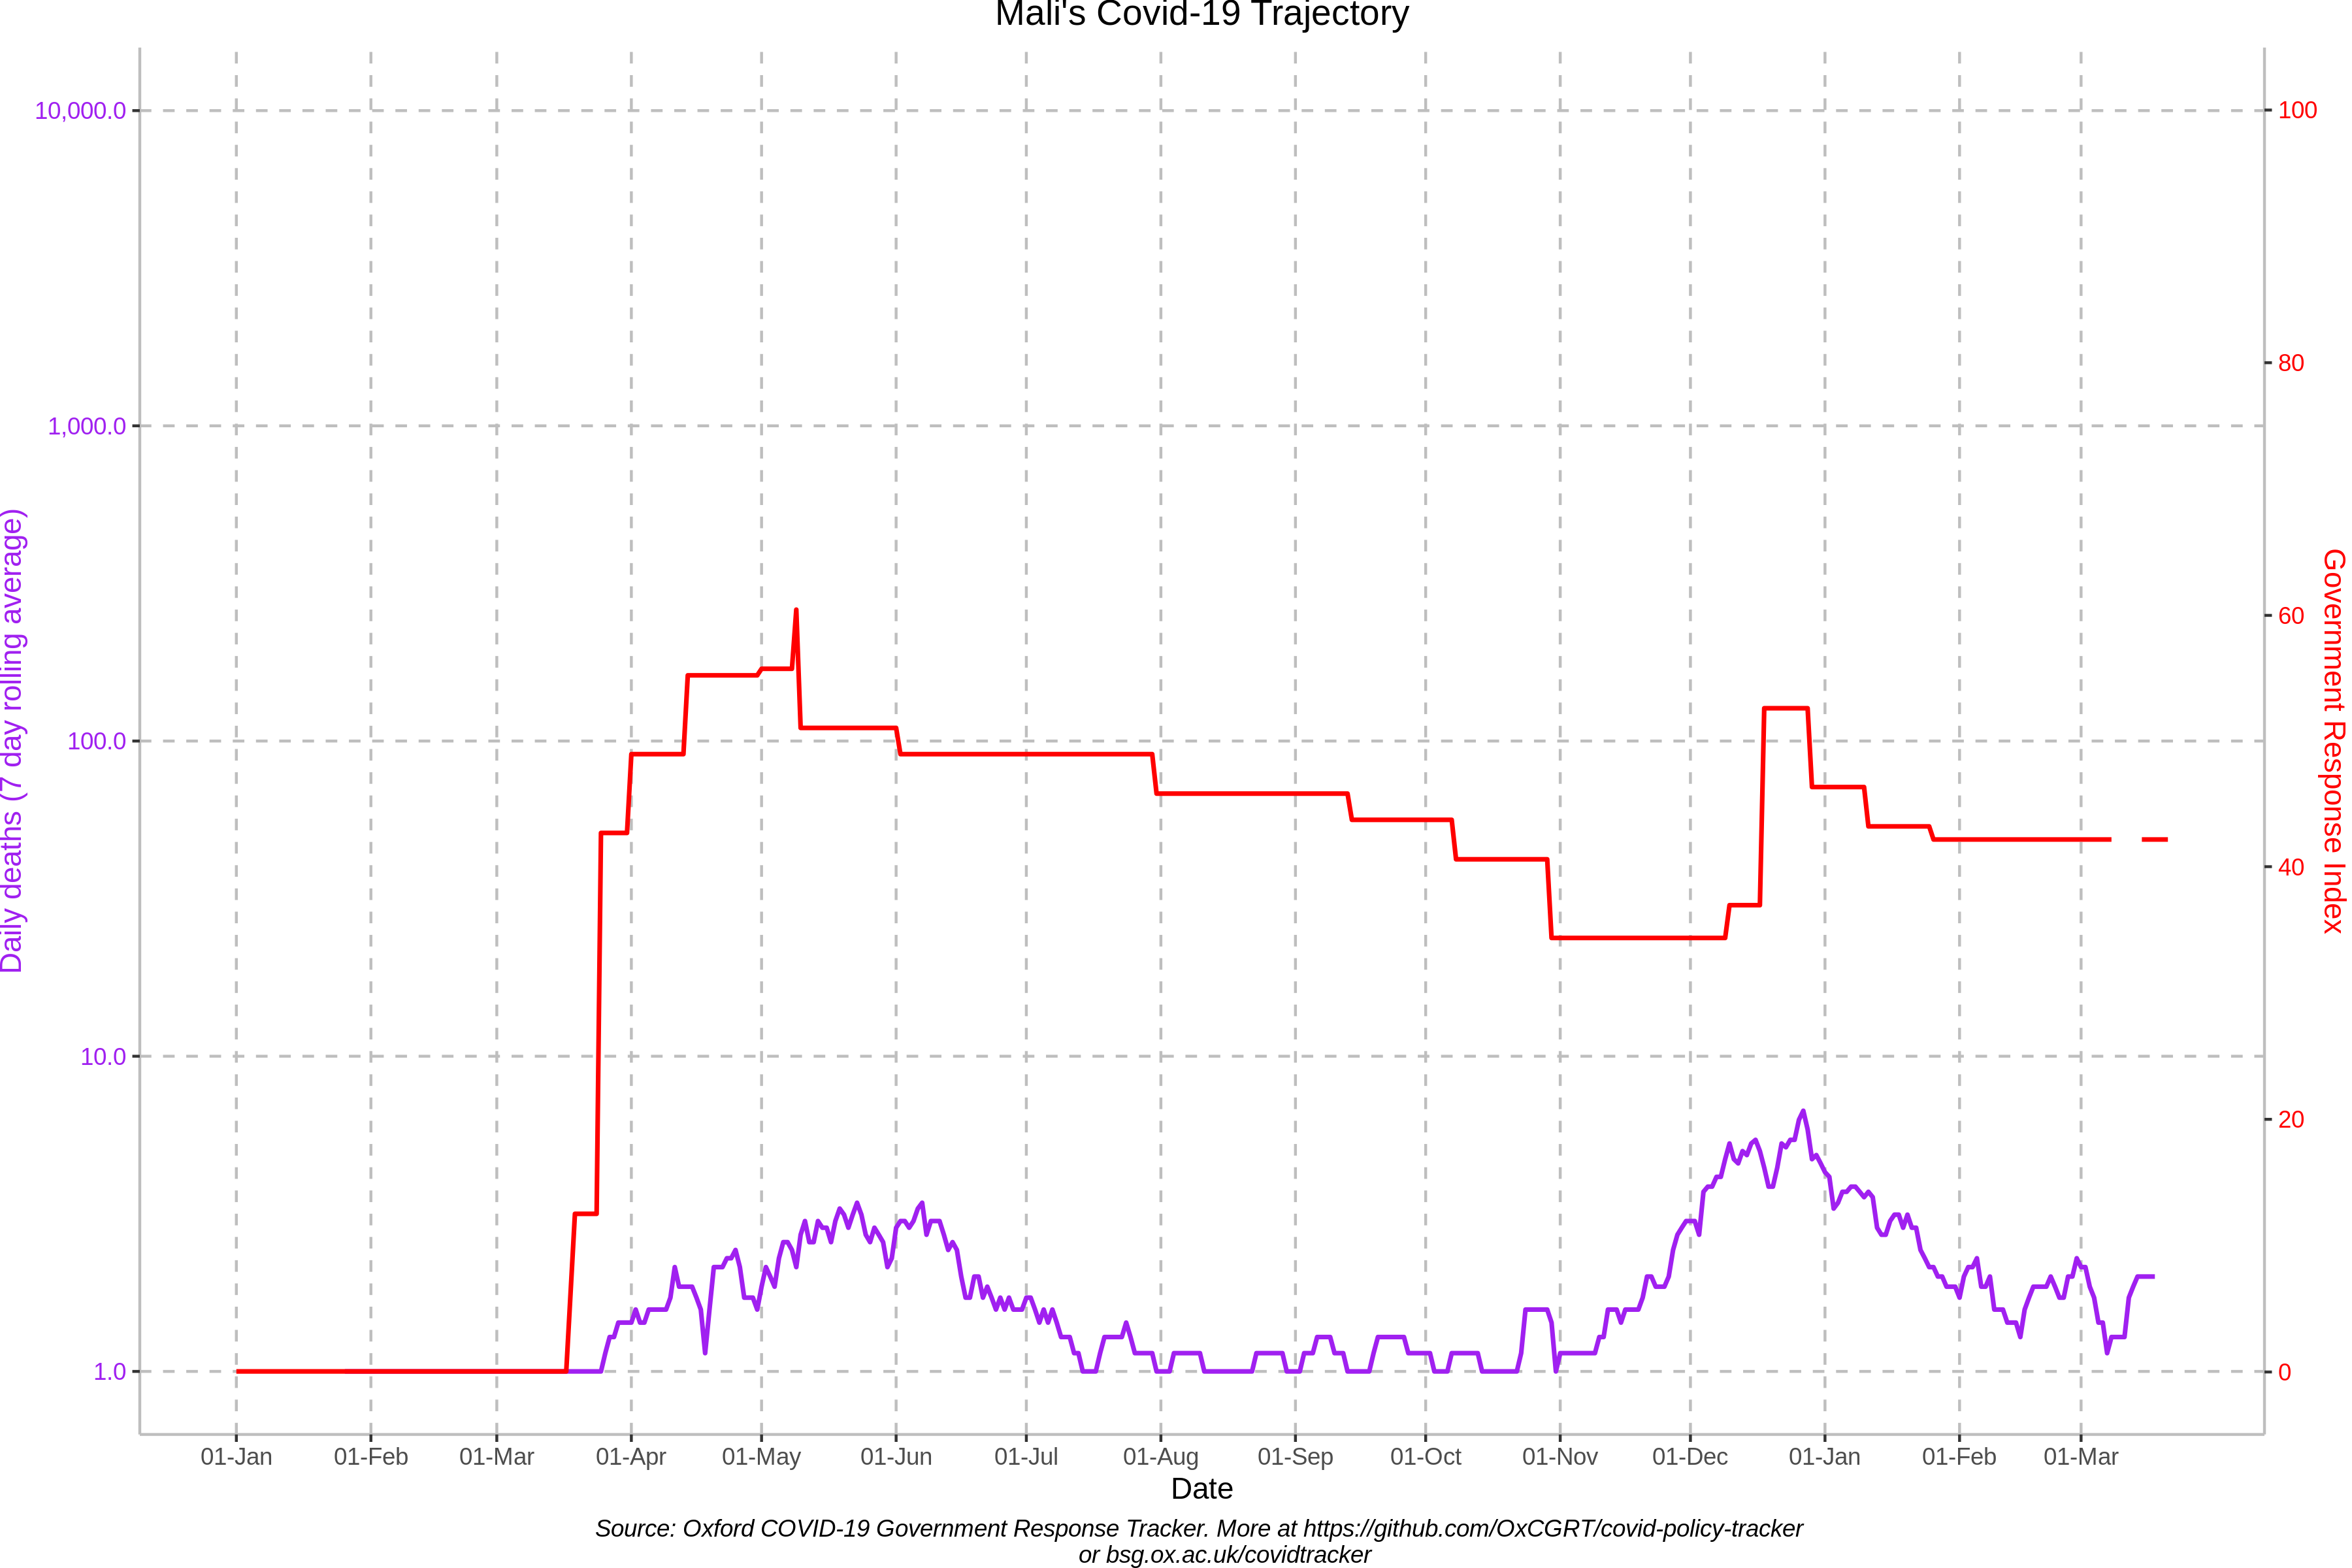 Mali's Covid-19 Trajectory
10,000.0
1,000.0
100.0
10.0
1.0
Daily deaths (7 day rolling average)
100
80
60
40
20
0
Government Response Index
01-Jan 01-Feb 01-Mar 01-Apr 01-May 01-Jun 01-Jul 01-Aug 01-Sep 01-Oct 01-Nov 01-Dec 01-Jan 01-Feb 01-Mar
Date
Source: Oxford COVID-19 Government Response Tracker. More at https://github.com/OxCGRT/covid-policy-tracker
or bsg.ox.ac.uk/covidtracker